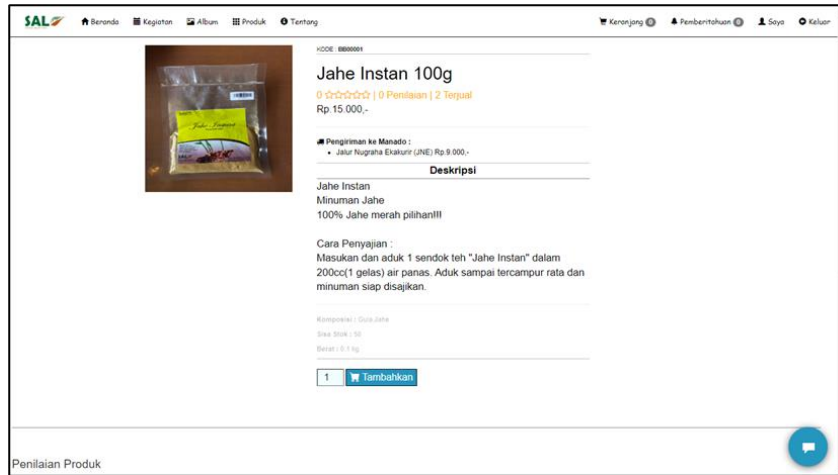 SAL
Beranda Kegiatan Album Produk Tentang
Keranjang 0 Pemberitahuan 0 Saya Keluar
KODE : BB00001
Jahe Instan 100g
0 ☆☆☆☆☆ | 0 Penilaian | 2 Terjual
Rp.15.000,-
Pengiriman ke Manado :
• Jalur Nugraha Ekakurir (JNE) Rp.9.000,-
Deskripsi
Jahe Instan
Minuman Jahe
100% Jahe merah pilihan!!!
Cara Penyajian :
Masukan dan aduk 1 sendok teh "Jahe Instan" dalam
200cc(1 gelas) air panas. Aduk sampai tercampur rata dan
minuman siap disajikan.
Komposisi : Gula Jahe
Sisa Stok : 50
Berat : 0.1 kg
1 Tambahkan
Penilaian Produk